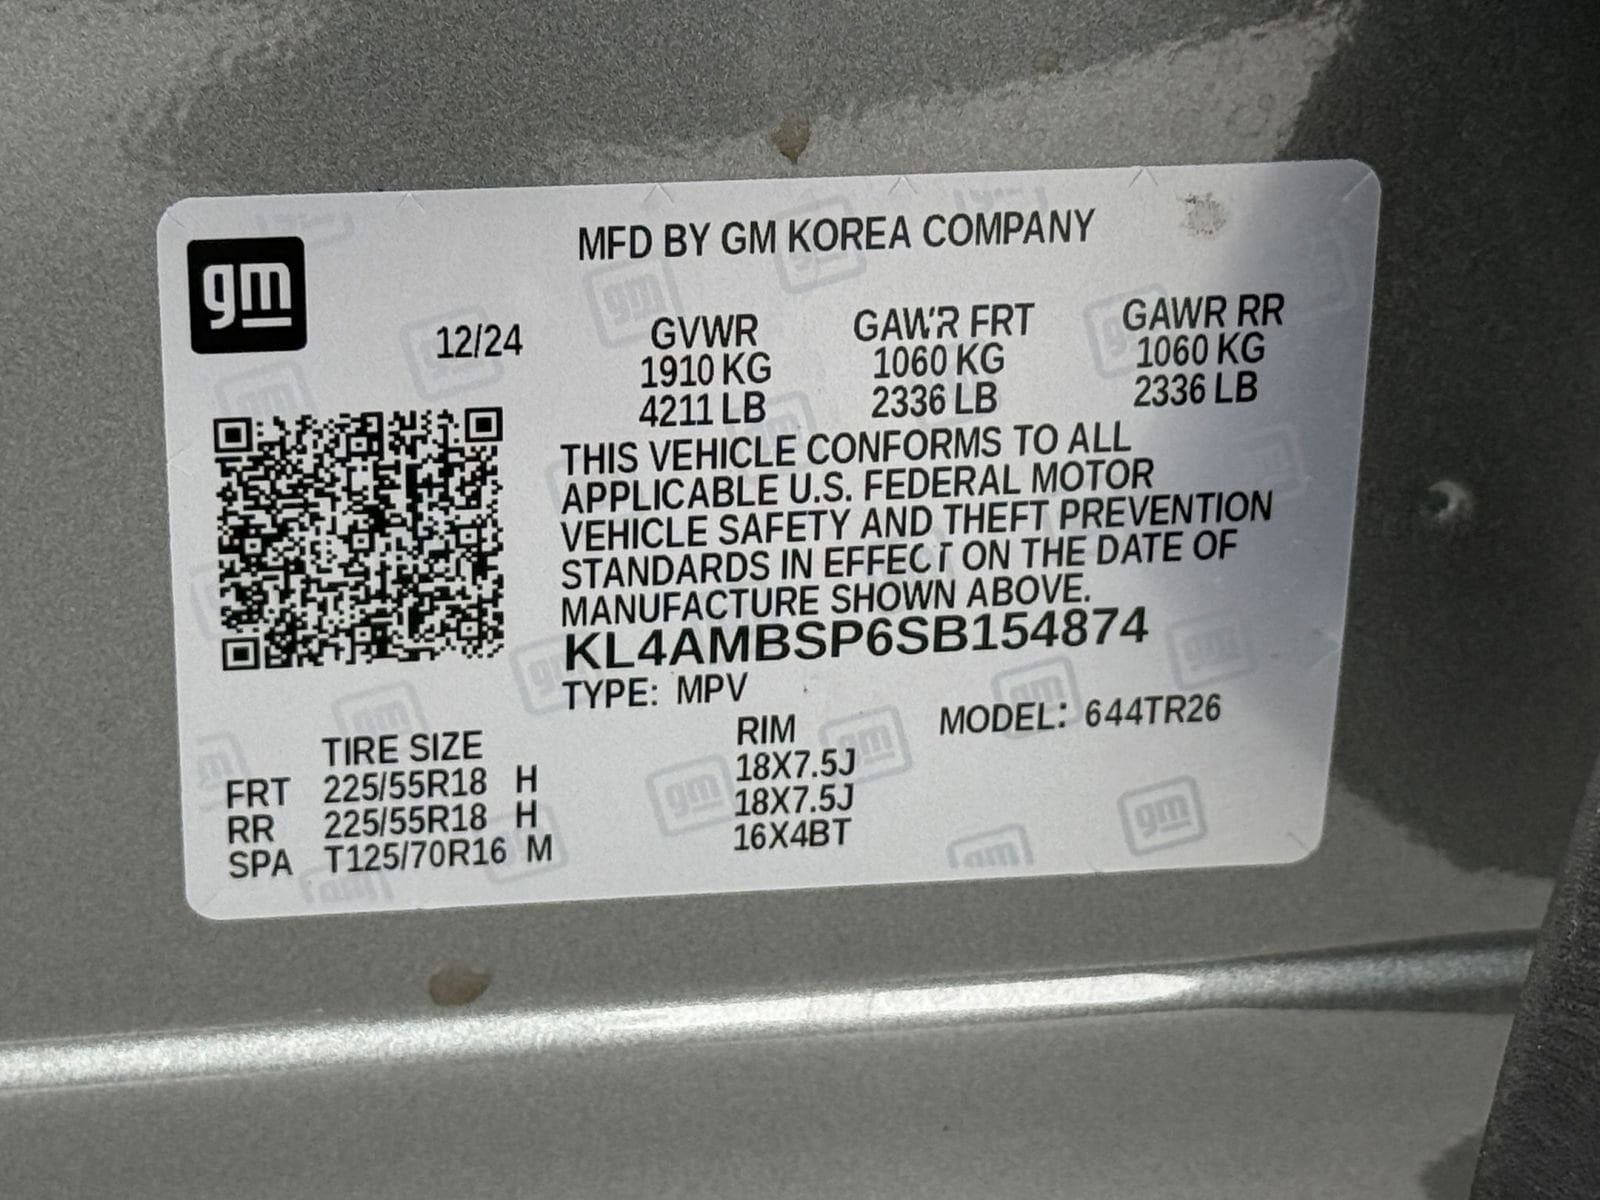 gm
MFD BY GM KOREA COMPANY
12/24
GVWR
1910 KG
4211 LB
GAWR FRT
1060 KG
2336 LB
GAWR RR
1060 KG
2336 LB
THIS VEHICLE CONFORMS TO ALL
APPLICABLE U.S. FEDERAL MOTOR
VEHICLE SAFETY AND THEFT PREVENTION
STANDARDS IN EFFECT ON THE DATE OF
MANUFACTURE SHOWN ABOVE.
KL4AMBSP6SB154874
TYPE: MPV
MODEL: 644TR26
TIRE SIZE RIM
FRT 225/55R18 H 18X7.5J
RR 225/55R18 H 18X7.5J
SPA T125/70R16 M 16X4BT